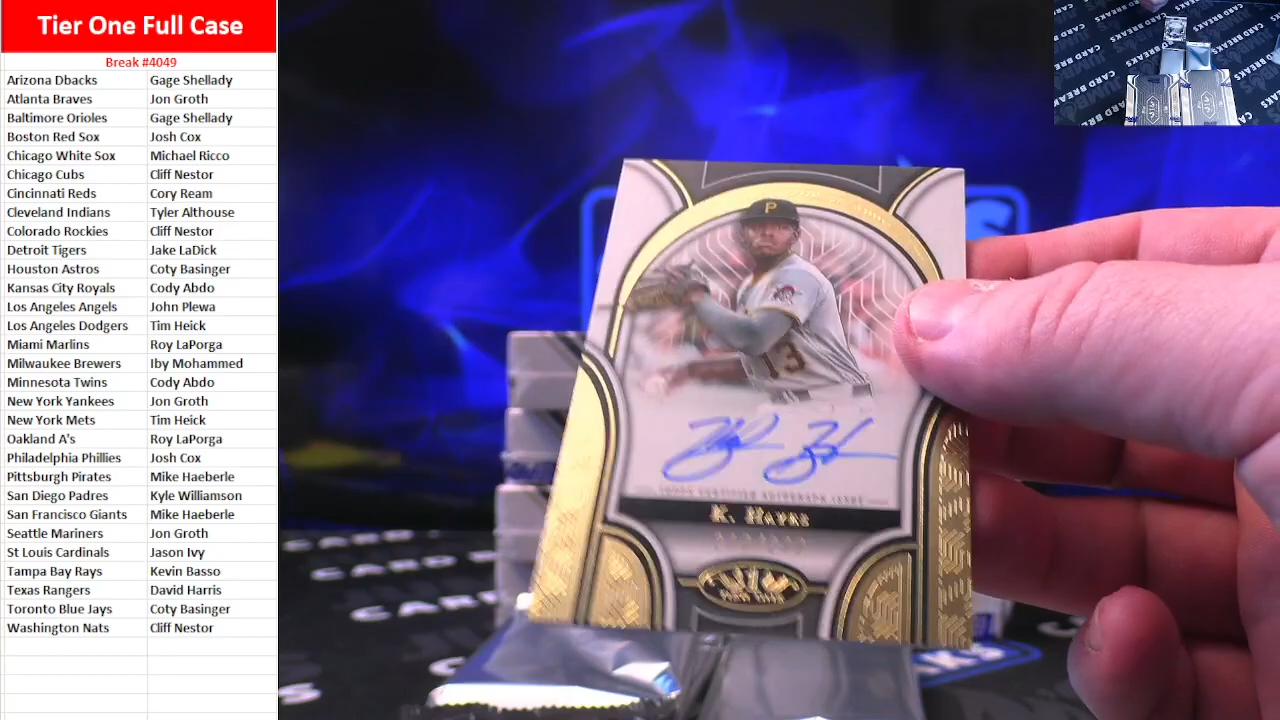 Tier One Full Case
Break #4049
Arizona Dbacks Gage Shellady
Atlanta Braves Jon Groth
Baltimore Orioles Gage Shellady
Boston Red Sox Josh Cox
Chicago White Sox Michael Ricco
Chicago Cubs Cliff Nestor
Cincinnati Reds Cory Ream
Cleveland Indians Tyler Althouse
Colorado Rockies Cliff Nestor
Detroit Tigers Jake LaDick
Houston Astros Coty Basinger
Kansas City Royals Cody Abdo
Los Angeles Angels John Plewa
Los Angeles Dodgers Tim Heick
Miami Marlins Roy LaPorga
Milwaukee Brewers Iby Mohammed
Minnesota Twins Cody Abdo
New York Yankees Jon Groth
New York Mets Tim Heick
Oakland A's Roy LaPorga
Philadelphia Phillies Josh Cox
Pittsburgh Pirates Mike Haeberle
San Diego Padres Kyle Williamson
San Francisco Giants Mike Haeberle
Seattle Mariners Jon Groth
St Louis Cardinals Jason Ivy
Tampa Bay Rays Kevin Basso
Texas Rangers David Harris
Toronto Blue Jays Coty Basinger
Washington Nats Cliff Nestor
CARD BREAKS
P
13
TOPPS CERTIFIED AUTOGRAPH ISSUE
K. HAYES